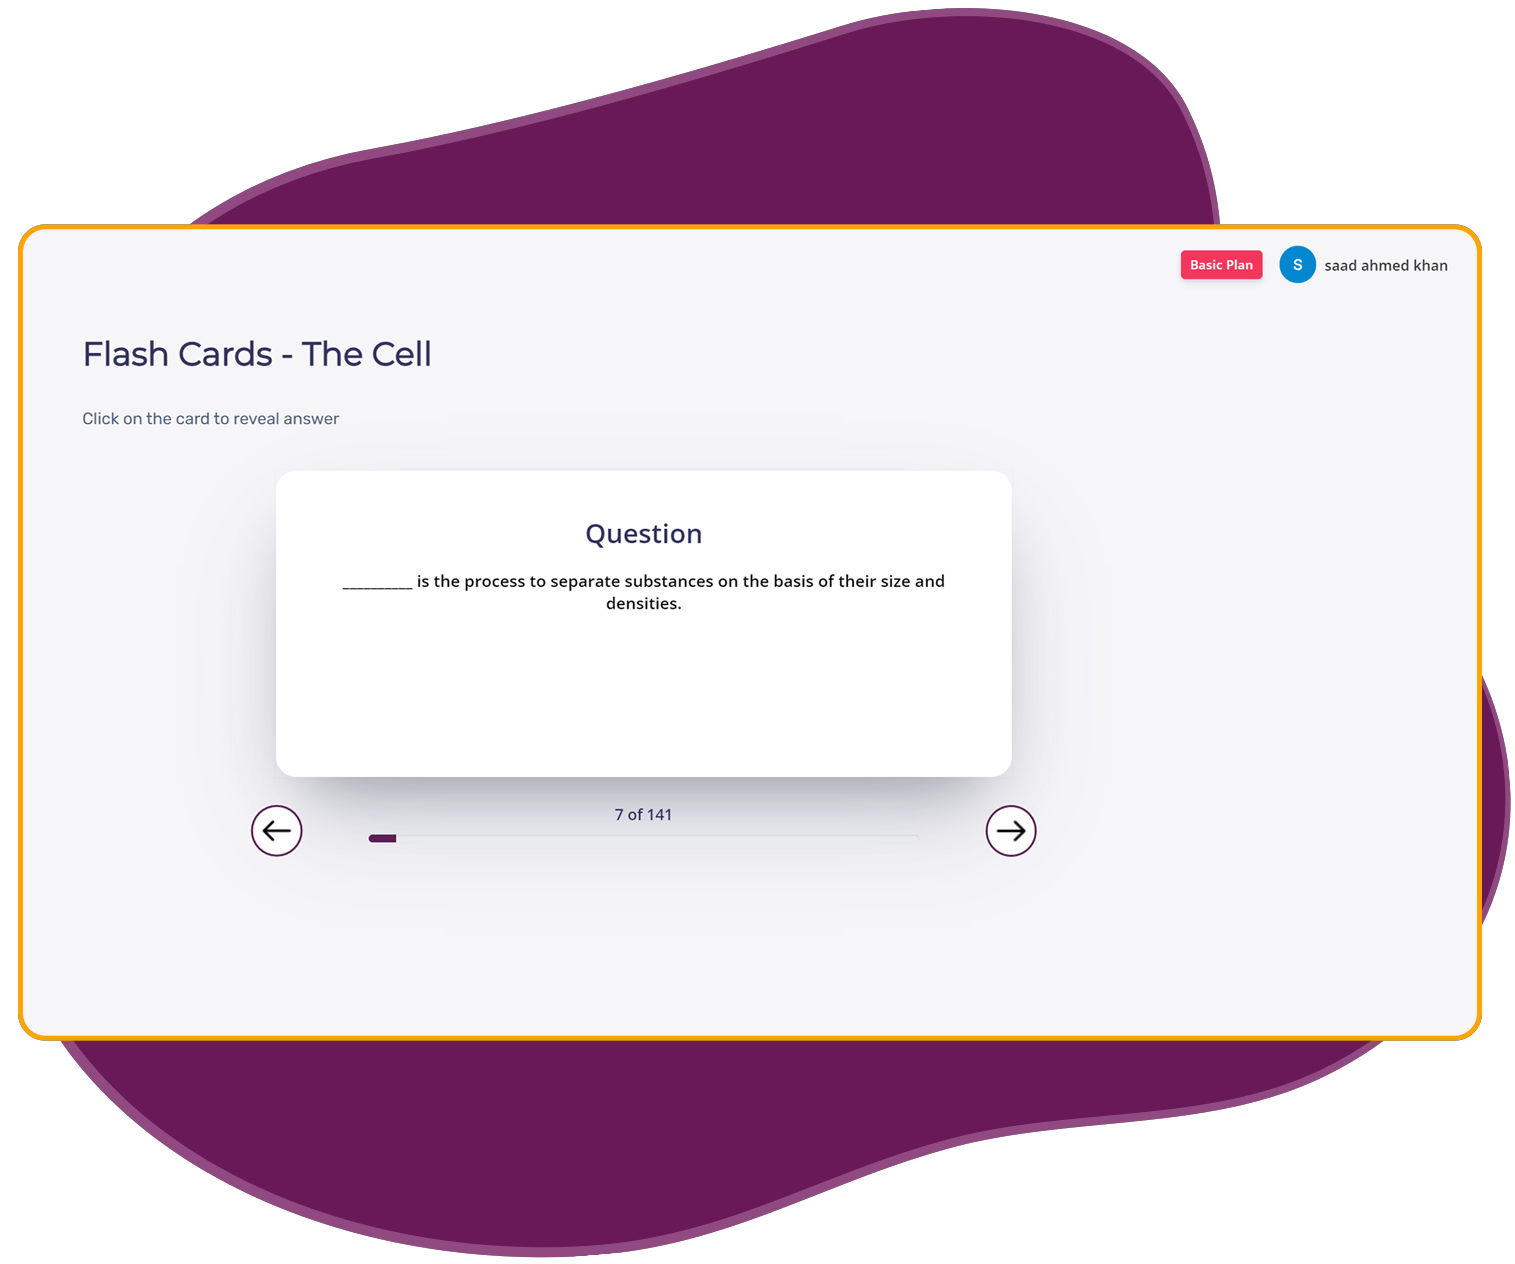 Basic Plan
S
saad ahmed khan
Flash Cards - The Cell
Click on the card to reveal answer
Question
__________ is the process to separate substances on the basis of their size and
densities.
7 of 141